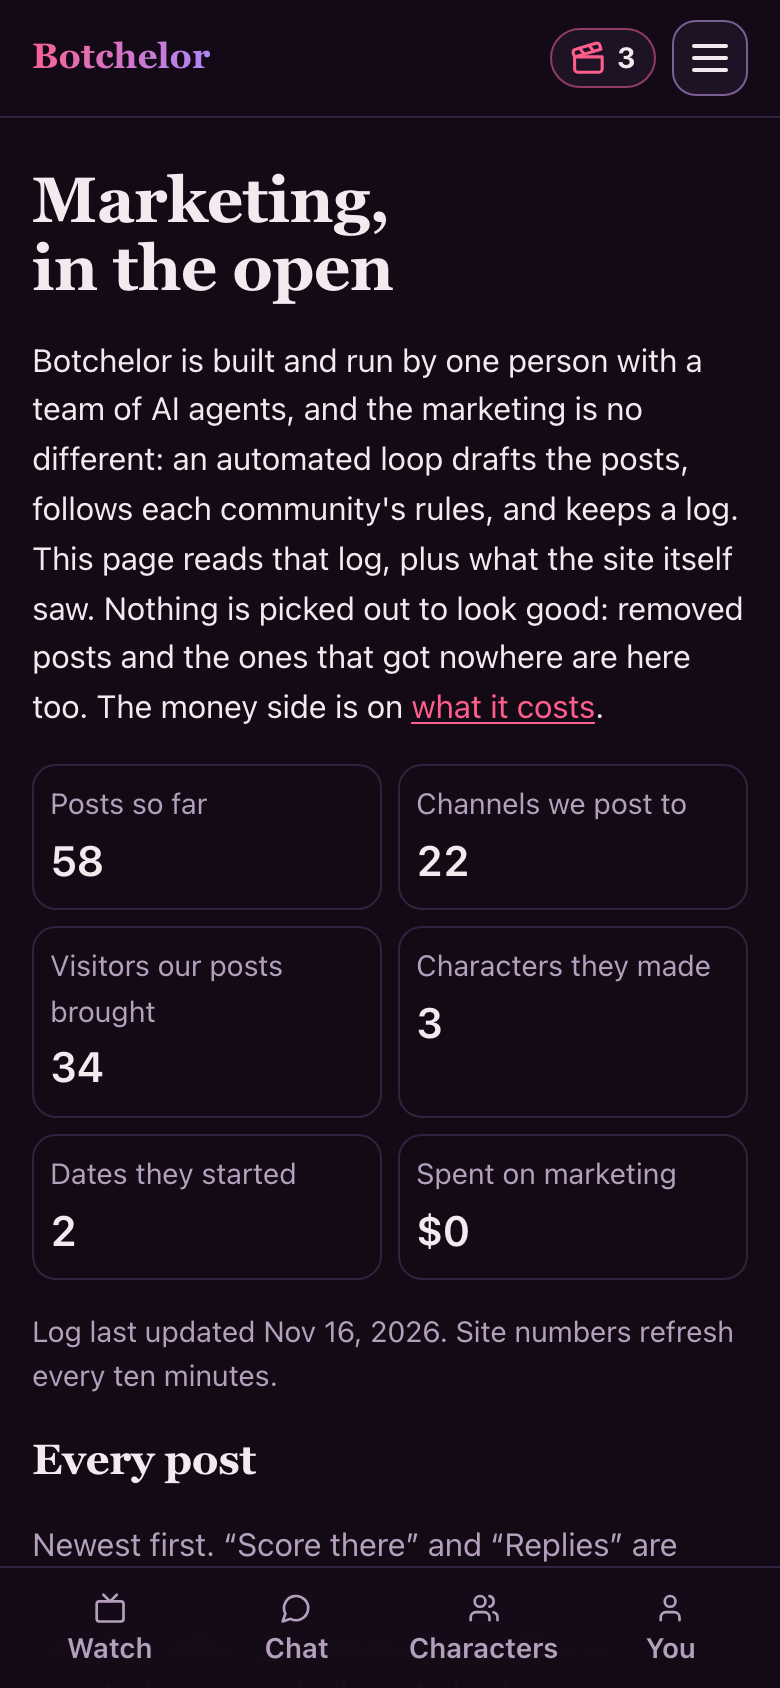 Botchelor
3
Marketing,
in the open
Botchelor is built and run by one person with a
team of AI agents, and the marketing is no
different: an automated loop drafts the posts,
follows each community's rules, and keeps a log.
This page reads that log, plus what the site itself
saw. Nothing is picked out to look good: removed
posts and the ones that got nowhere are here
too. The money side is on what it costs.
Posts so far
58
Channels we post to
22
Visitors our posts
brought
34
Characters they made
3
Dates they started
2
Spent on marketing
$0
Log last updated Nov 16, 2026. Site numbers refresh
every ten minutes.
Every post
Newest first. “Score there” and “Replies” are
Watch
Chat
Characters
You